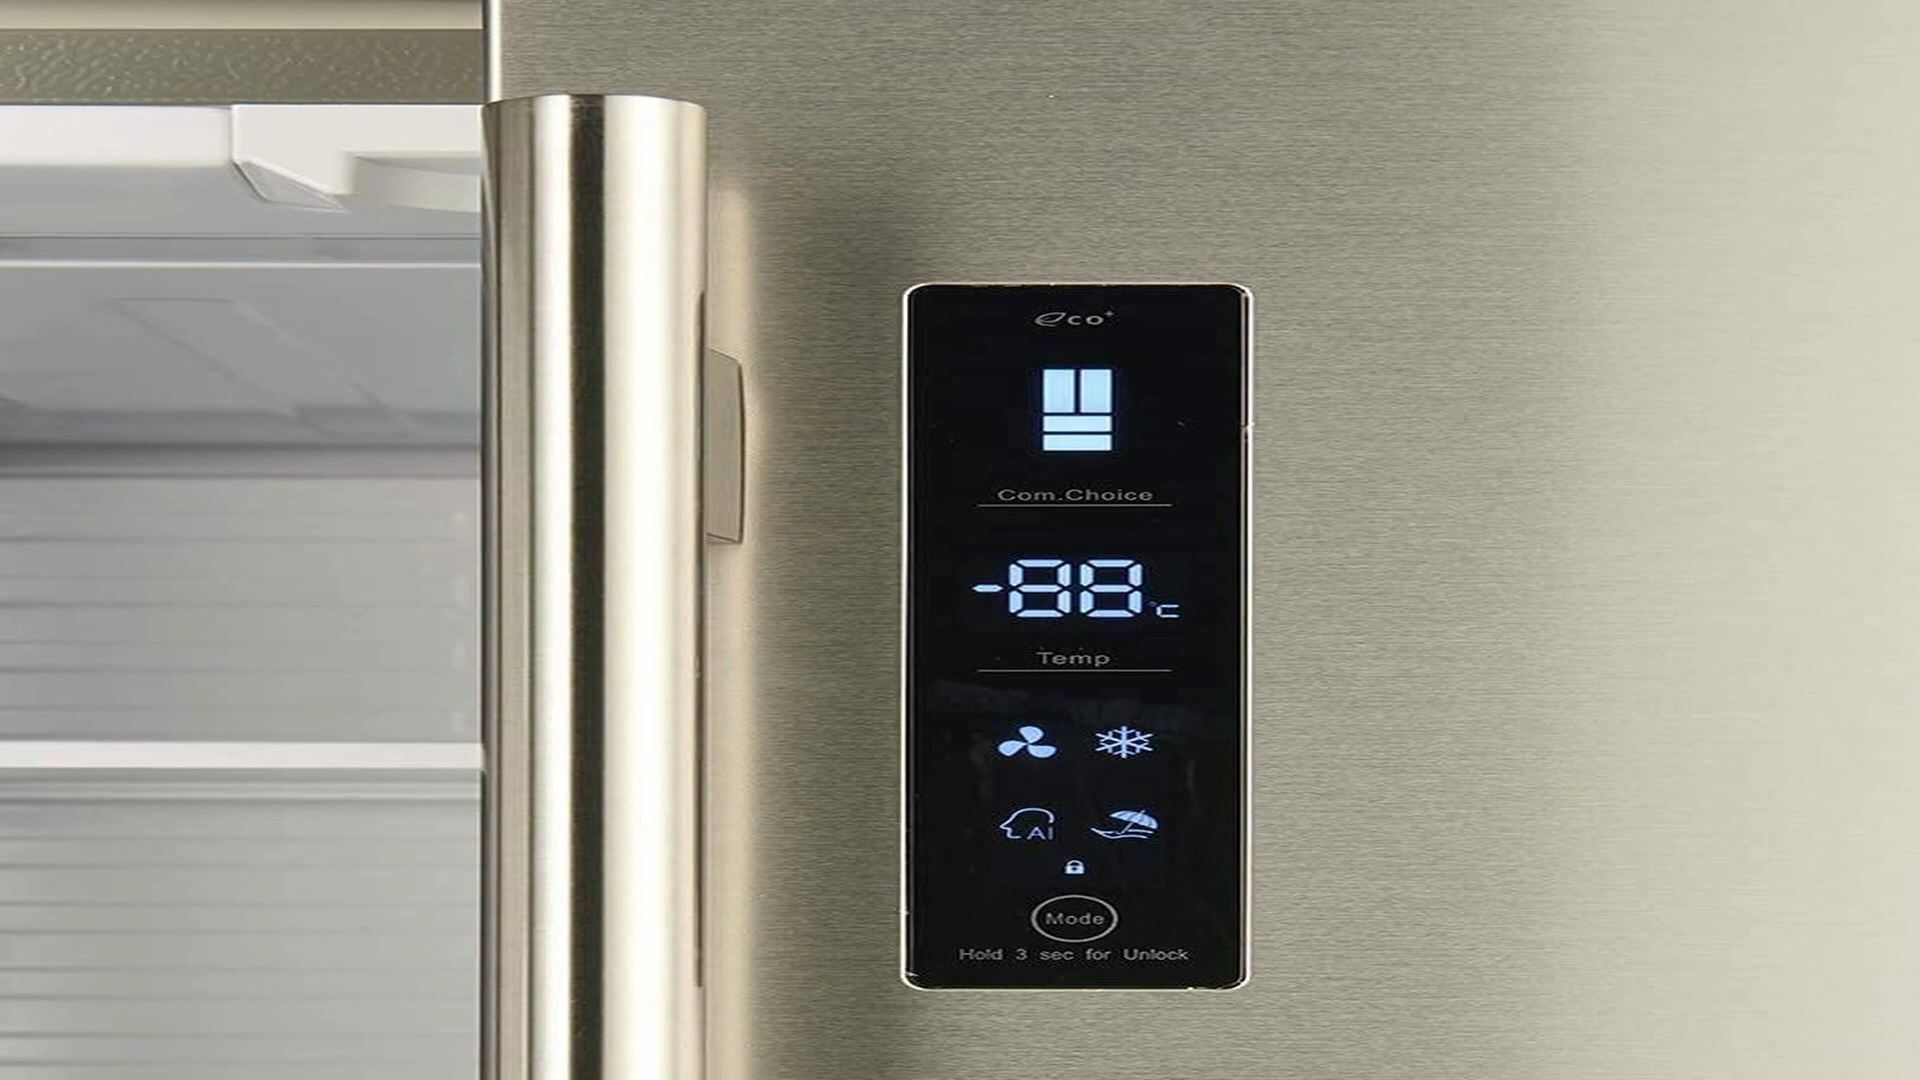 eco+
Com.Choice
-88°C
Temp
AI
Mode
Hold 3 sec for Unlock